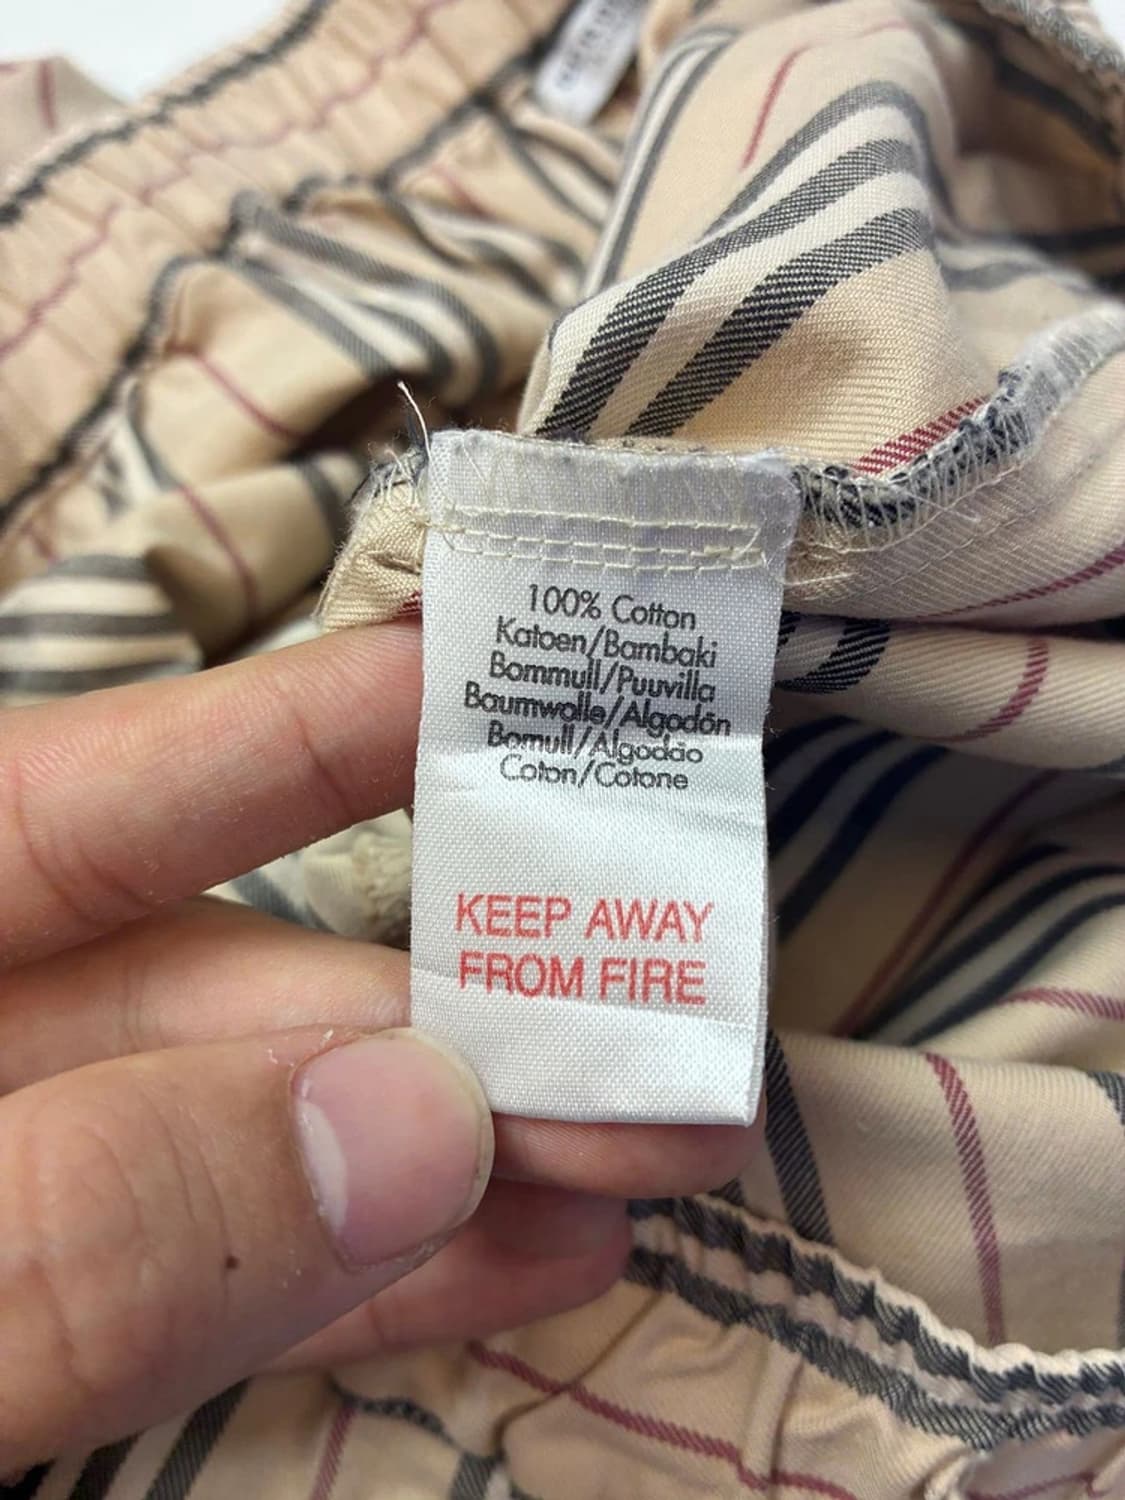 100% Cotton
Katoen/Bambaki
Bommull/Puuvilla
Baumwolle/Algodón
Bomull/Algodão
Coton/Cotone
KEEP AWAY
FROM FIRE